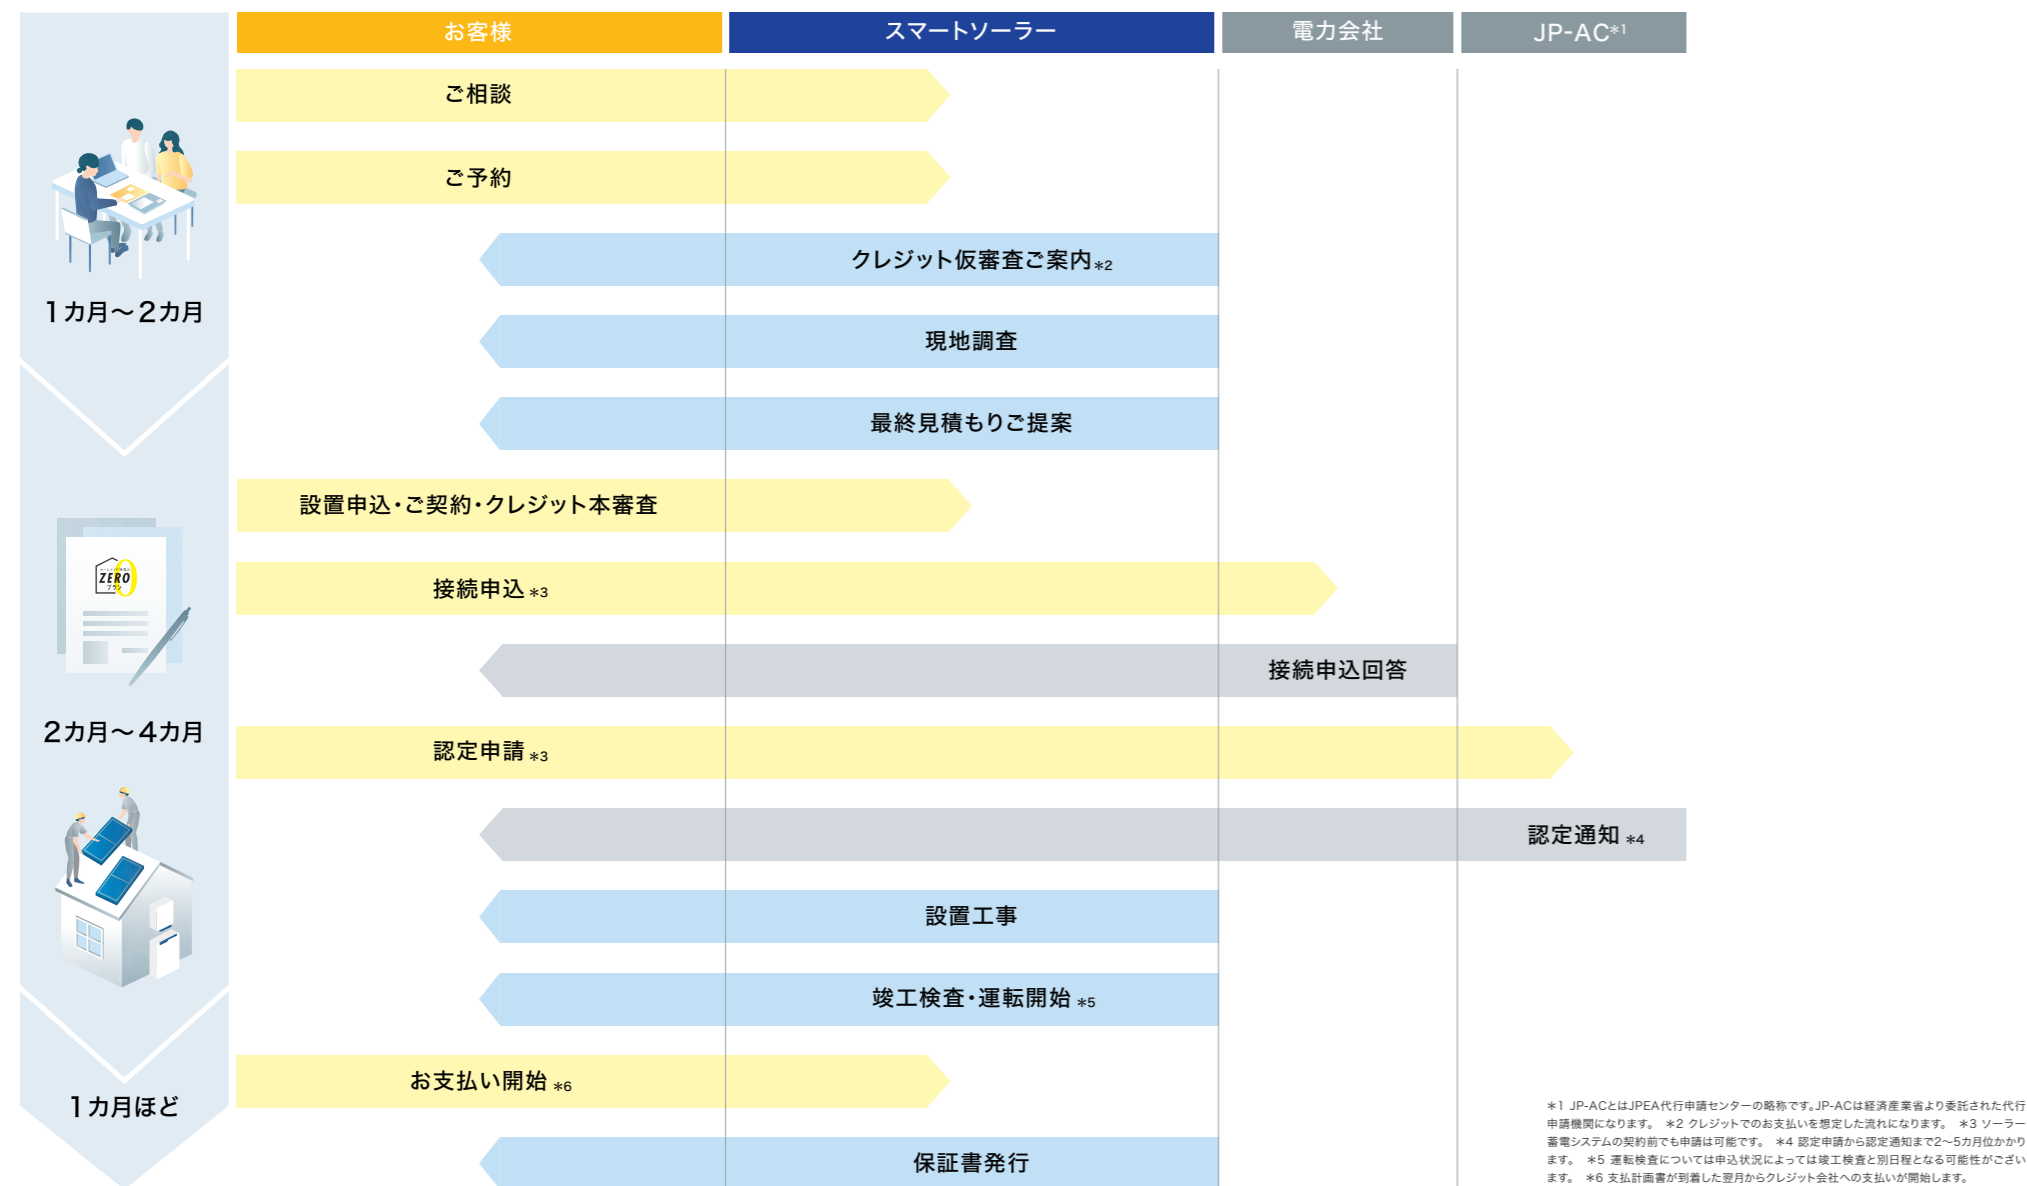 お客様
スマートソーラー
電力会社
JP-AC*1
ご相談
ご予約
クレジット仮審査ご案内*2
1カ月〜2カ月
現地調査
最終見積もりご提案
設置申込・ご契約・クレジット本審査
ZERO
プラン
接続申込*3
接続申込回答
2カ月〜4カ月
認定申請*3
認定通知*4
設置工事
竣工検査・運転開始*5
お支払い開始*6
1カ月ほど
保証書発行
*1 JP-ACとはJPEA代行申請センターの略称です。JP-ACは経済産業省より委託された代行
申請機関になります。 *2 クレジットでのお支払いを想定した流れになります。 *3 ソーラー
蓄電システムの契約前でも申請は可能です。 *4 認定申請から認定通知まで2〜5カ月位かかり
ます。 *5 運転検査については申込状況によっては竣工検査と別日程となる可能性がござい
ます。 *6 支払計画書が到着した翌月からクレジット会社への支払いが開始します。